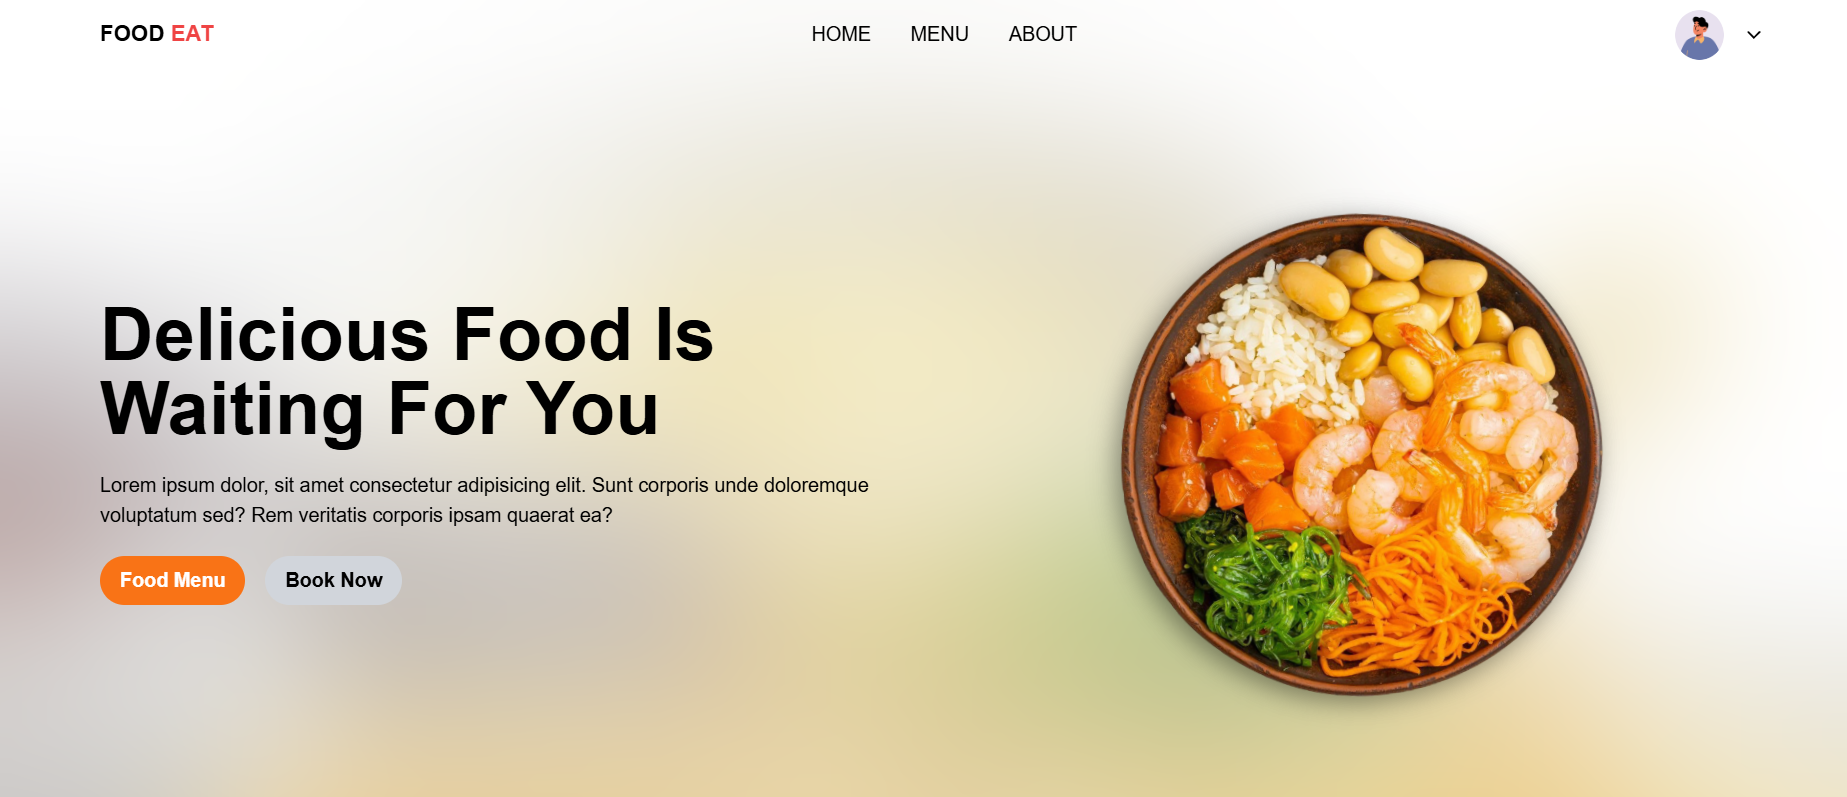 FOOD EAT
HOME MENU ABOUT
Delicious Food Is
Waiting For You
Lorem ipsum dolor, sit amet consectetur adipisicing elit. Sunt corporis unde doloremque
voluptatum sed? Rem veritatis corporis ipsam quaerat ea?
Food Menu
Book Now